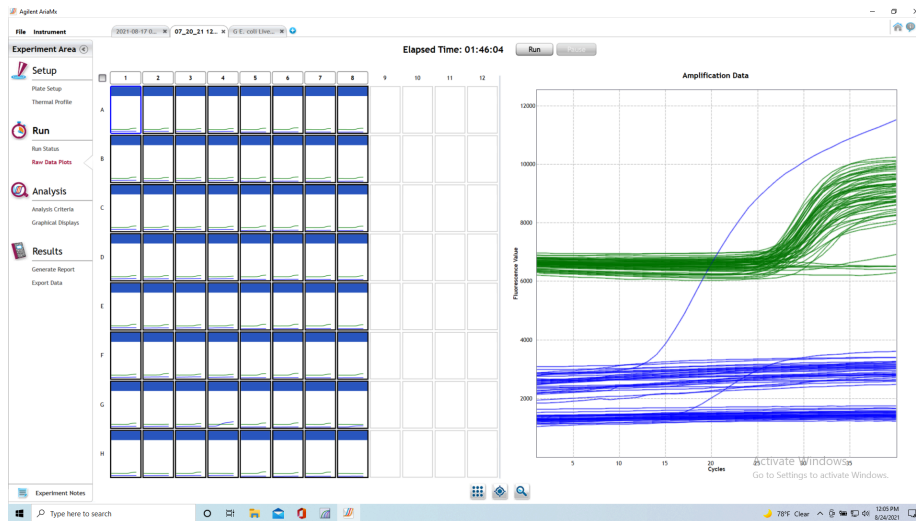 Agilent AriaMx
File Instrument
2021-08-17 0... × 07_20_21 12... × G E. coli Live... ×
Experiment Area
Elapsed Time: 01:46:04 Run Pause
Setup
Plate Setup
Thermal Profile
Run
Run Status
Raw Data Plots
Analysis
Analysis Criteria
Graphical Displays
Results
Generate Report
Export Data
Experiment Notes
1 2 3 4 5 6 7 8 9 10 11 12
A
B
C
D
E
F
G
H
Amplification Data
Fluorescence Value
12000
10000
8000
6000
4000
2000
5 10 15 20 25 30 35
Cycles
Activate Windows
Go to Settings to activate Windows.
Type here to search
78°F Clear
12:05 PM
8/24/2021